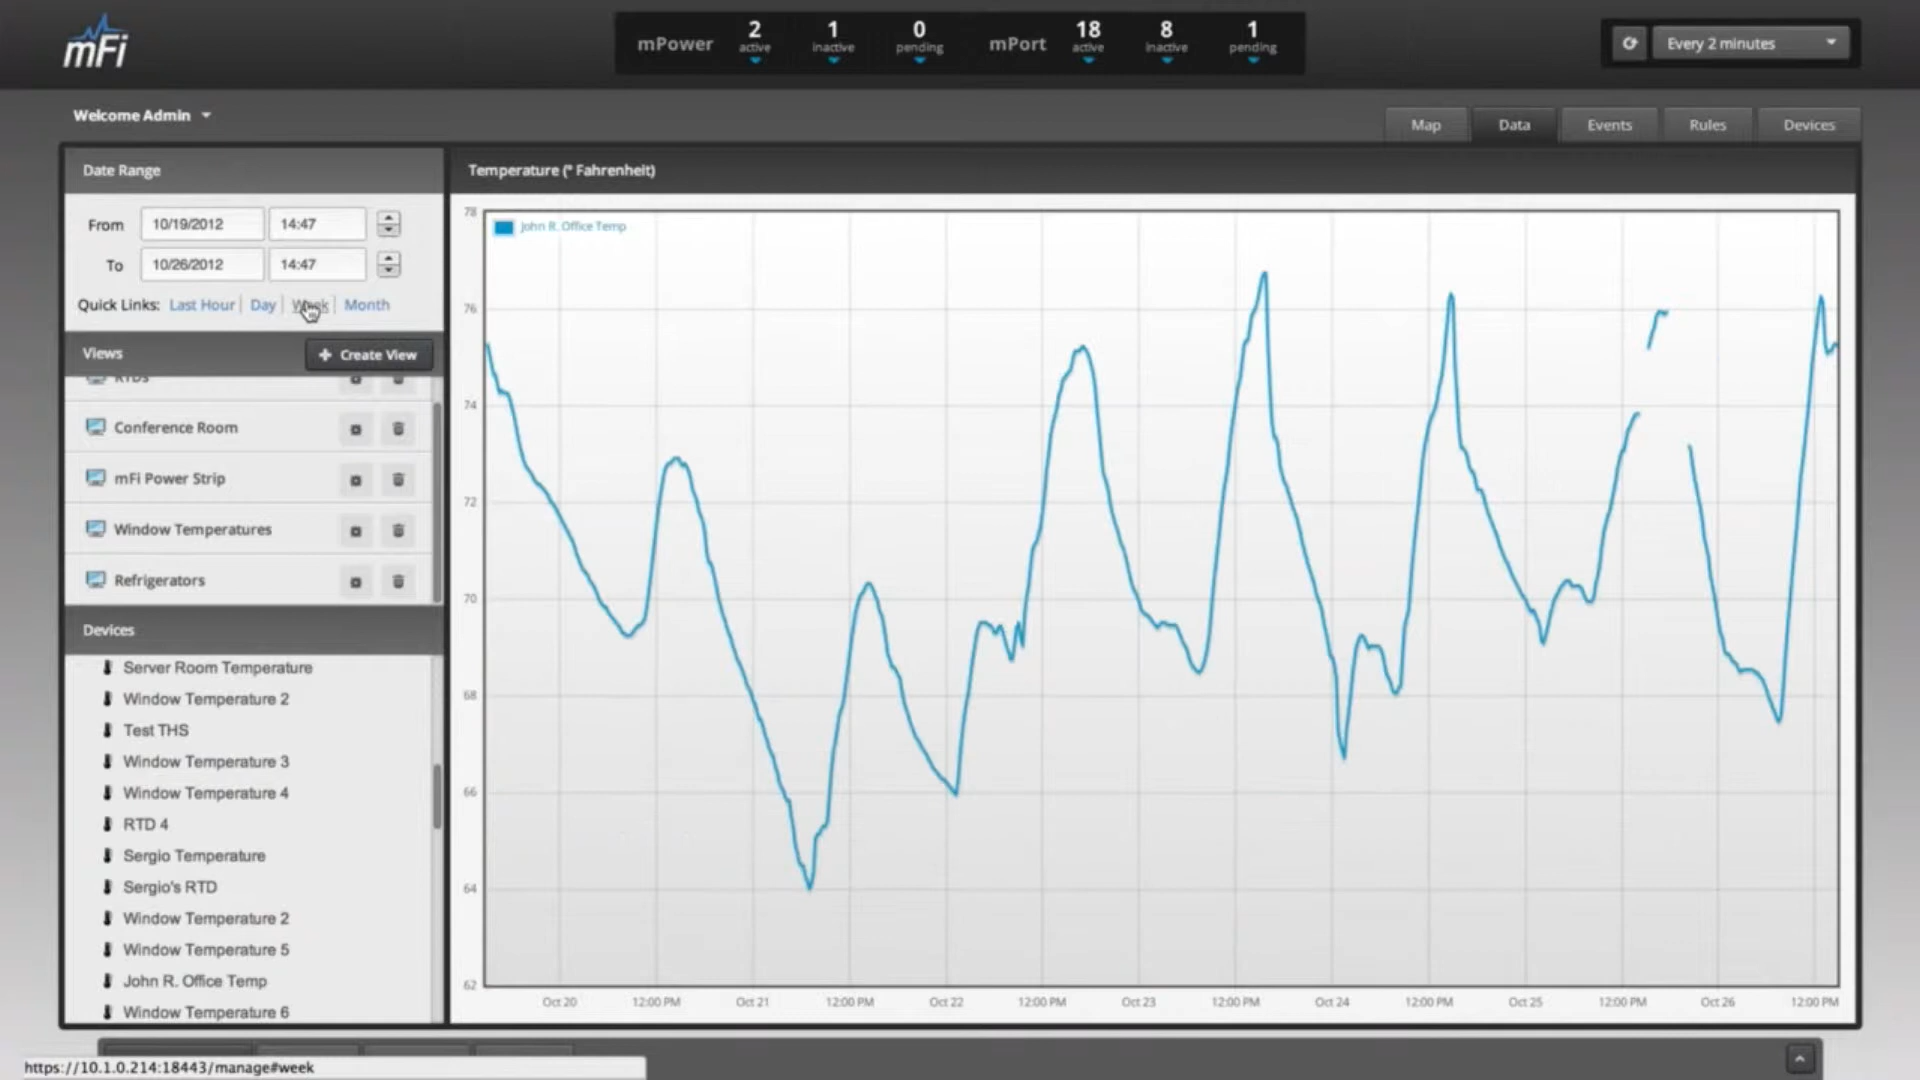 mFi
mPower 2 active 1 inactive 0 pending mPort 18 active 8 inactive 1 pending
Every 2 minutes
Welcome Admin
Map Data Events Rules Devices
Date Range
From 10/19/2012 14:47
To 10/26/2012 14:47
Quick Links: Last Hour | Day | Week | Month
Views + Create View
RTDs
Conference Room
mFi Power Strip
Window Temperatures
Refrigerators
Devices
Server Room Temperature
Window Temperature 2
Test THS
Window Temperature 3
Window Temperature 4
RTD 4
Sergio Temperature
Sergio's RTD
Window Temperature 2
Window Temperature 5
John R. Office Temp
Window Temperature 6
Temperature (° Fahrenheit)
John R. Office Temp
78
76
74
72
70
68
66
64
62
Oct 20 12:00 PM Oct 21 12:00 PM Oct 22 12:00 PM Oct 23 12:00 PM Oct 24 12:00 PM Oct 25 12:00 PM Oct 26 12:00 PM
https://10.1.0.214:18443/manage#week